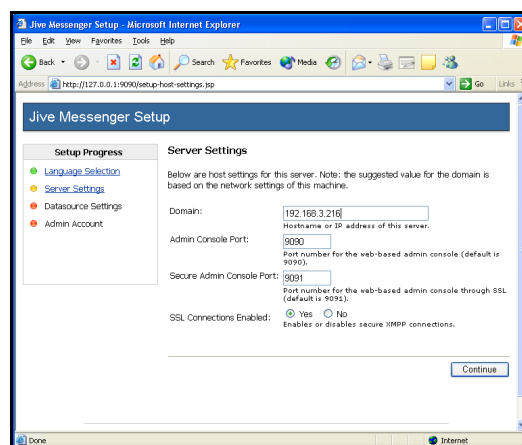 Jive Messenger Setup - Microsoft Internet Explorer
File Edit View Favorites Tools Help
Back Search Favorites Media
Address http://127.0.0.1:9090/setup-host-settings.jsp Go Links
Jive Messenger Setup
Setup Progress
Language Selection
Server Settings
Datasource Settings
Admin Account
Server Settings
Below are host settings for this server. Note: the suggested value for the domain is
based on the network settings of this machine.
Domain: 192.168.3.216
Hostname or IP address of this server.
Admin Console Port: 9090
Port number for the web-based admin console (default is
9090).
Secure Admin Console Port: 9091
Port number for the web-based admin console through SSL
(default is 9091).
SSL Connections Enabled: Yes No
Enables or disables secure XMPP connections.
Continue
Done Internet